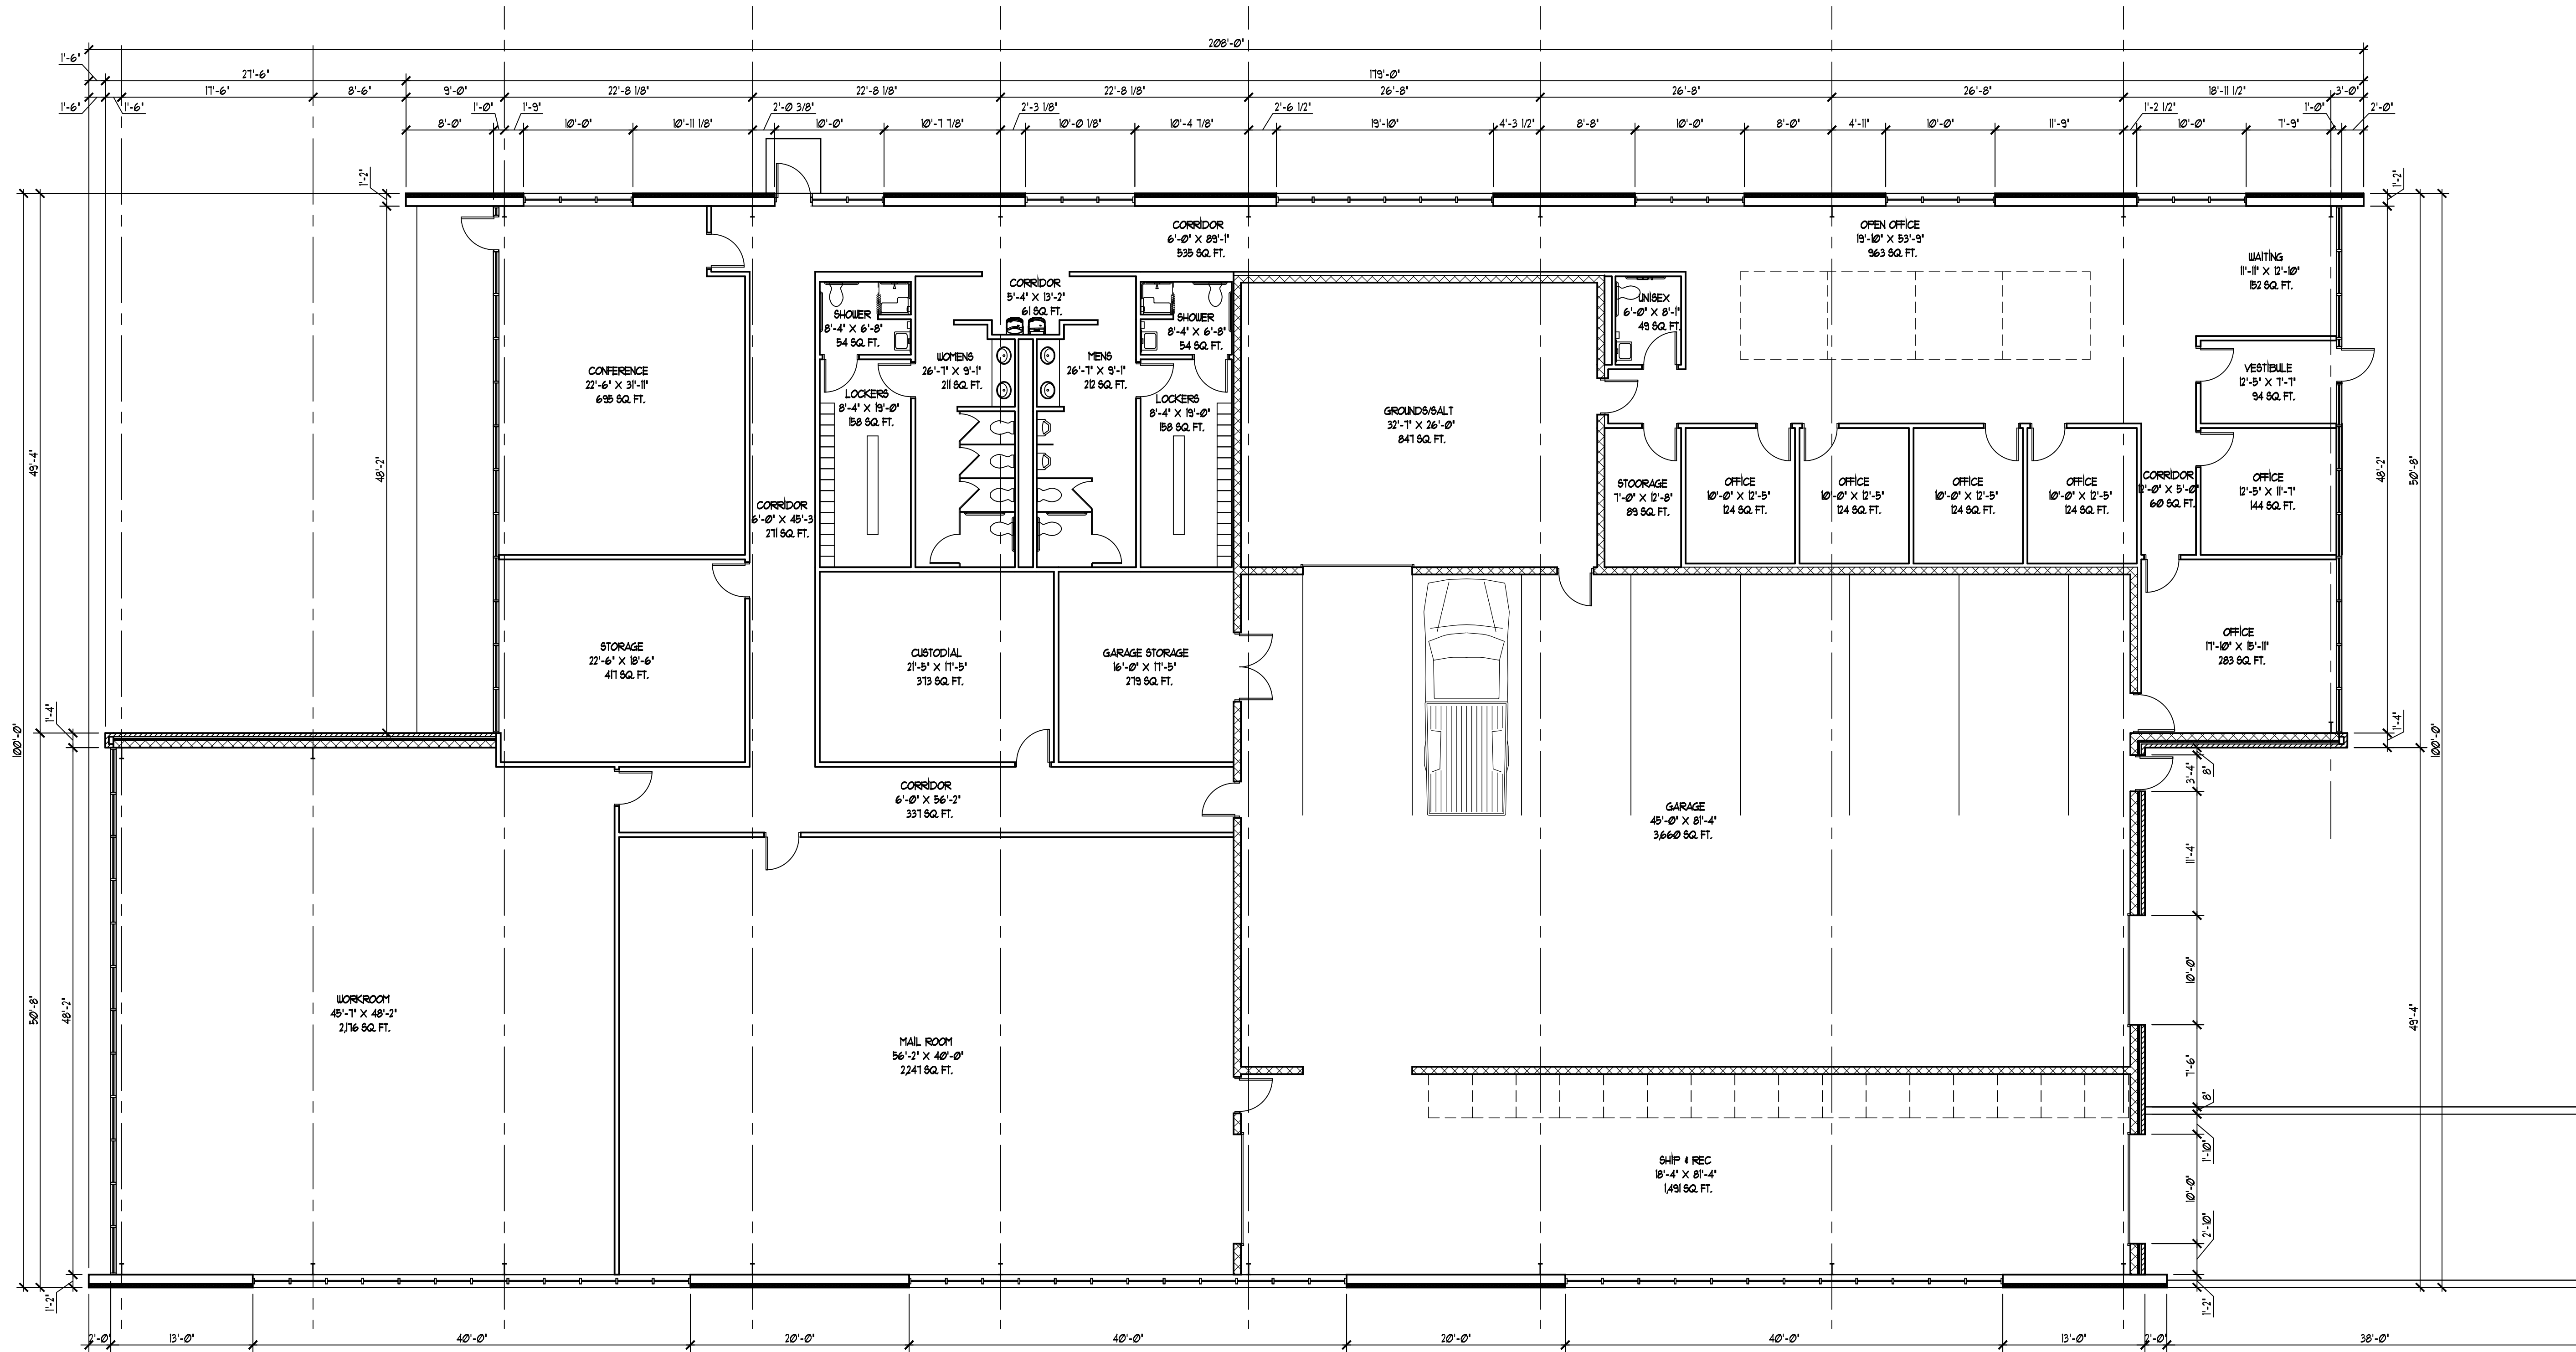 208'-0"
1'-6"
27'-6"
179'-0"
1'-6"
1'-6"
17'-6"
8'-6"
9'-0"
22'-8 1/8"
22'-8 1/8"
22'-8 1/8"
26'-8"
26'-8"
26'-8"
18'-11 1/2"
3'-0"
1'-0"
1'-9"
2'-0 3/8"
2'-3 1/8"
2'-6 1/2"
1'-2 1/2"
1'-0"
2'-0"
8'-0"
10'-0"
10'-11 1/8"
10'-0"
10'-7 7/8"
10'-0 1/8"
10'-4 7/8"
19'-10"
4'-3 1/2"
8'-8"
10'-0"
8'-0"
4'-11"
10'-0"
11'-9"
10'-0"
7'-9"
1'-2"
1'-2"
CORRIDOR
6'-0" X 89'-1"
535 SQ. FT.
OPEN OFFICE
19'-10" X 53'-9"
963 SQ. FT.
WAITING
11'-11" X 12'-10"
152 SQ. FT.
CORRIDOR
5'-4" X 13'-2"
61 SQ. FT.
SHOWER
8'-4" X 6'-8"
54 SQ. FT.
SHOWER
8'-4" X 6'-8"
54 SQ. FT.
UNISEX
6'-0" X 8'-1"
49 SQ. FT.
CONFERENCE
22'-6" X 31'-11"
695 SQ. FT.
WOMENS
26'-7" X 9'-1"
211 SQ. FT.
MENS
26'-7" X 9'-1"
212 SQ. FT.
VESTIBULE
12'-5" X 7'-7"
94 SQ. FT.
LOCKERS
8'-4" X 19'-0"
158 SQ. FT.
LOCKERS
8'-4" X 19'-0"
158 SQ. FT.
GROUNDS/SALT
32'-7" X 26'-0"
847 SQ. FT.
49'-4"
48'-2"
48'-2"
50'-8"
CORRIDOR
6'-0" X 45'-3
271 SQ. FT.
STOORAGE
7'-0" X 12'-8"
89 SQ. FT.
OFFICE
10'-0" X 12'-5"
124 SQ. FT.
OFFICE
10'-0" X 12'-5"
124 SQ. FT.
OFFICE
10'-0" X 12'-5"
124 SQ. FT.
OFFICE
10'-0" X 12'-5"
124 SQ. FT.
CORRIDOR
12'-0" X 5'-0"
60 SQ. FT.
OFFICE
12'-5" X 11'-7"
144 SQ. FT.
STORAGE
22'-6" X 18'-6"
417 SQ. FT.
CUSTODIAL
21'-5" X 17'-5"
373 SQ. FT.
GARAGE STORAGE
16'-0" X 17'-5"
279 SQ. FT.
OFFICE
17'-10" X 15'-11"
283 SQ. FT.
100'-0"
1'-4"
1'-4"
100'-0"
3'-4"
8"
CORRIDOR
6'-0" X 56'-2"
337 SQ. FT.
GARAGE
45'-0" X 81'-4"
3,660 SQ. FT.
11'-4"
10'-0"
50'-8"
48'-2"
WORKROOM
45'-7" X 48'-2"
2,176 SQ. FT.
MAIL ROOM
56'-2" X 40'-0"
2,247 SQ. FT.
49'-4"
7'-6"
8"
1'-10"
SHIP & REC
18'-4" X 81'-4"
1,491 SQ. FT.
10'-0"
2'-10"
1'-2"
1'-2"
2'-0"
13'-0"
40'-0"
20'-0"
40'-0"
20'-0"
40'-0"
13'-0"
2'-0"
38'-0"